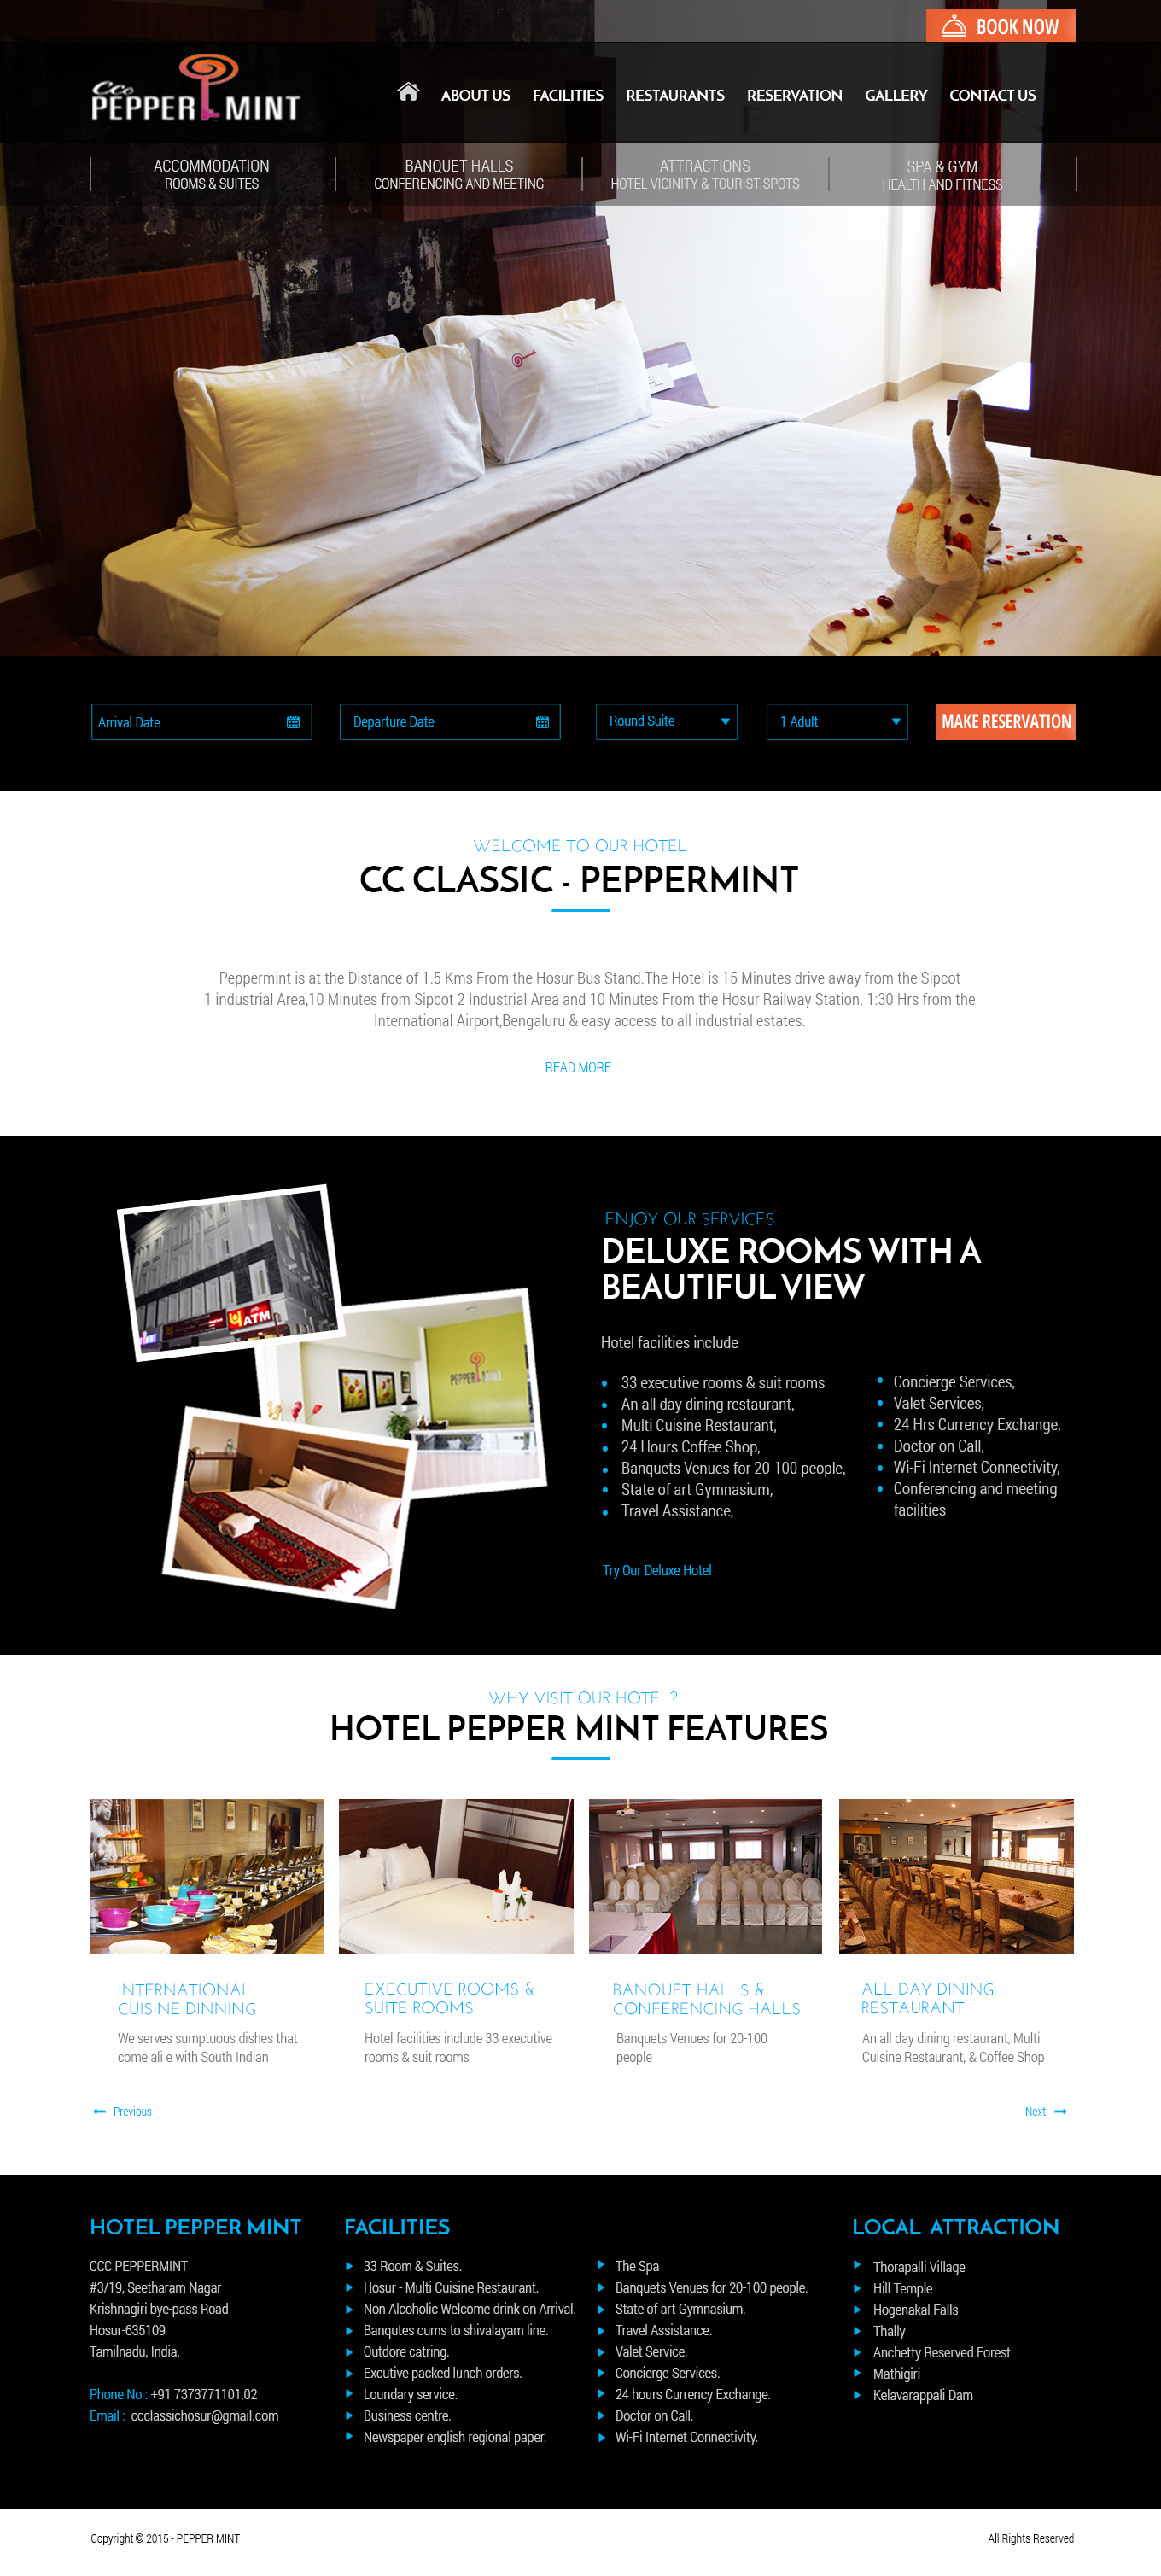 BOOK NOW
CCC
PEPPER MINT
ABOUT US FACILITIES RESTAURANTS RESERVATION GALLERY CONTACT US
ACCOMMODATION
ROOMS & SUITES
BANQUET HALLS
CONFERENCING AND MEETING
ATTRACTIONS
HOTEL VICINITY & TOURIST SPOTS
SPA & GYM
HEALTH AND FITNESS
Arrival Date
Departure Date
Round Suite
1 Adult
MAKE RESERVATION
WELCOME TO OUR HOTEL
CC CLASSIC - PEPPERMINT
Peppermint is at the Distance of 1.5 Kms From the Hosur Bus Stand.The Hotel is 15 Minutes drive away from the Sipcot
1 industrial Area,10 Minutes from Sipcot 2 Industrial Area and 10 Minutes From the Hosur Railway Station. 1:30 Hrs from the
International Airport,Bengaluru & easy access to all industrial estates.
READ MORE
ATM
PEPPER MINT
ENJOY OUR SERVICES
DELUXE ROOMS WITH A
BEAUTIFUL VIEW
Hotel facilities include
33 executive rooms & suit rooms
An all day dining restaurant,
Multi Cuisine Restaurant,
24 Hours Coffee Shop,
Banquets Venues for 20-100 people,
State of art Gymnasium,
Travel Assistance,
Concierge Services,
Valet Services,
24 Hrs Currency Exchange,
Doctor on Call,
Wi-Fi Internet Connectivity,
Conferencing and meeting
facilities
Try Our Deluxe Hotel
WHY VISIT OUR HOTEL?
HOTEL PEPPER MINT FEATURES
INTERNATIONAL
CUISINE DINNING
We serves sumptuous dishes that
come ali e with South Indian
EXECUTIVE ROOMS &
SUITE ROOMS
Hotel facilities include 33 executive
rooms & suit rooms
BANQUET HALLS &
CONFERENCING HALLS
Banquets Venues for 20-100
people
ALL DAY DINING
RESTAURANT
An all day dining restaurant, Multi
Cuisine Restaurant, & Coffee Shop
Previous
Next
HOTEL PEPPER MINT
CCC PEPPERMINT
#3/19, Seetharam Nagar
Krishnagiri bye-pass Road
Hosur-635109
Tamilnadu, India.
Phone No : +91 7373771101,02
Email : ccclassichosur@gmail.com
FACILITIES
33 Room & Suites.
Hosur - Multi Cuisine Restaurant.
Non Alcoholic Welcome drink on Arrival.
Banqutes cums to shivalayam line.
Outdore catring.
Excutive packed lunch orders.
Loundary service.
Business centre.
Newspaper english regional paper.
The Spa
Banquets Venues for 20-100 people.
State of art Gymnasium.
Travel Assistance.
Valet Service.
Concierge Services.
24 hours Currency Exchange.
Doctor on Call.
Wi-Fi Internet Connectivity.
LOCAL ATTRACTION
Thorapalli Village
Hill Temple
Hogenakal Falls
Thally
Anchetty Reserved Forest
Mathigiri
Kelavarappali Dam
Copyright © 2015 - PEPPER MINT
All Rights Reserved